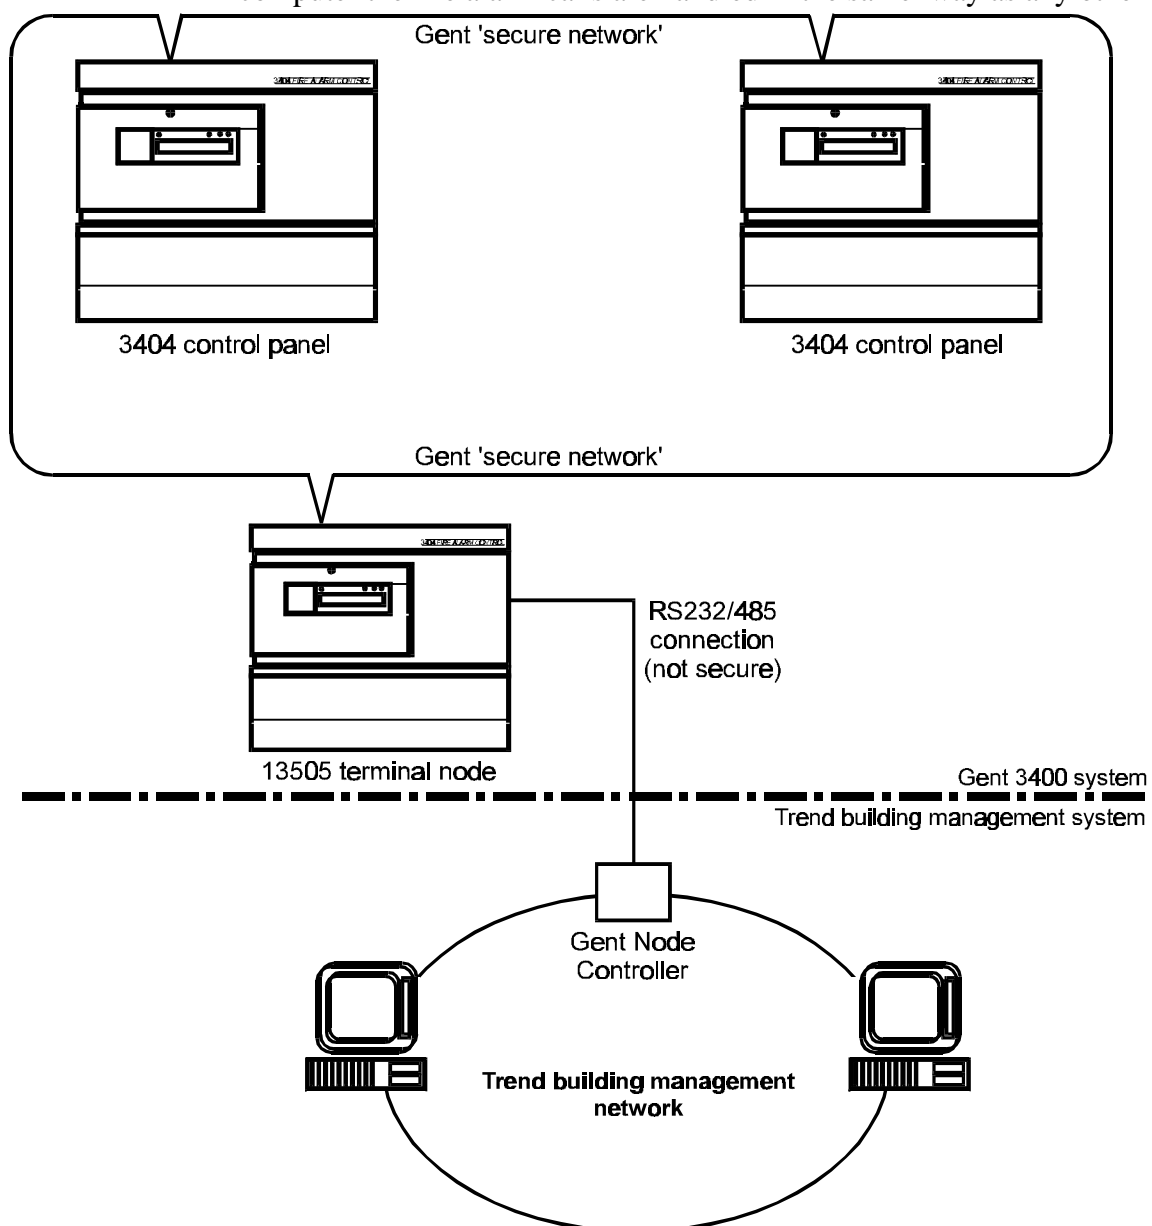 Gent 'secure network'
3404 control panel
3404 control panel
Gent 'secure network'
RS232/485
connection
(not secure)
13505 terminal node
Gent 3400 system
Trend building management system
Gent Node
Controller
Trend building management
network